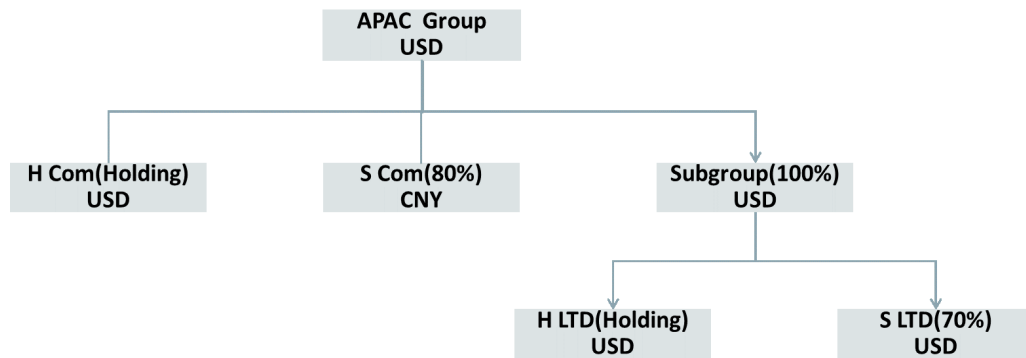 APAC  Group
USD
H Com(Holding)
USD
S Com(80%)
CNY
Subgroup(100%)
USD
H LTD(Holding)
USD
S LTD(70%)
USD